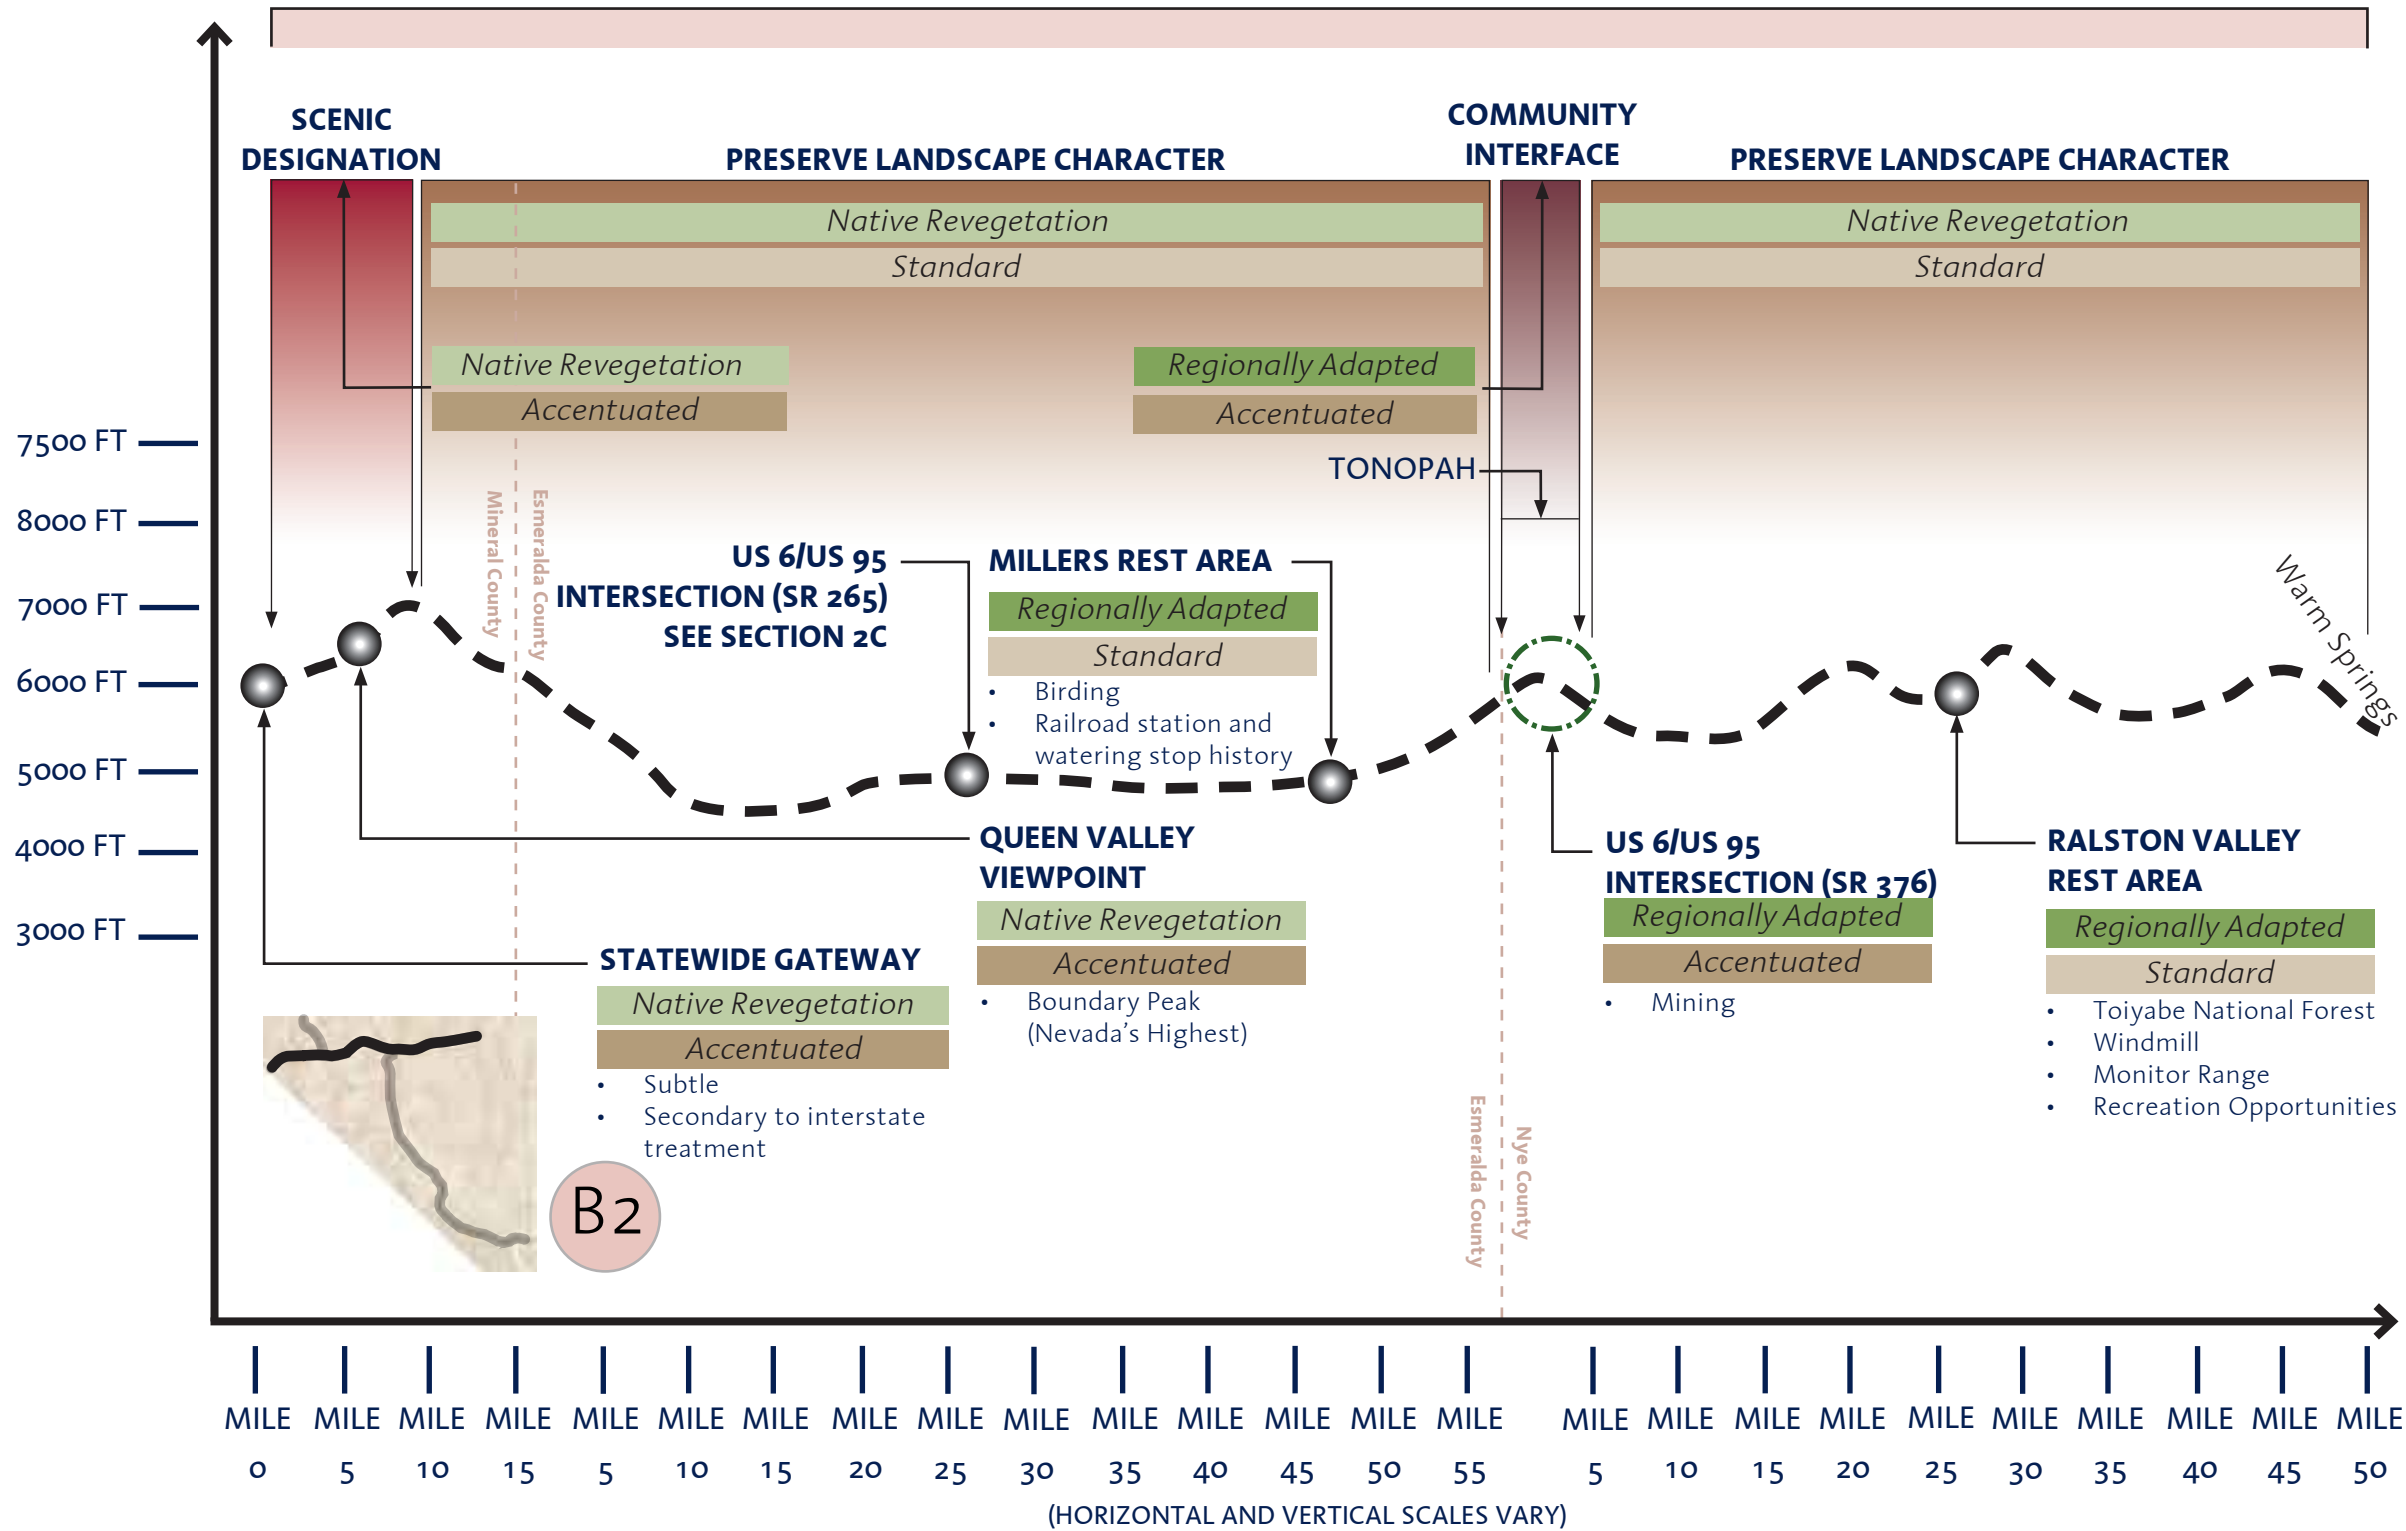 SCENIC
DESIGNATION
PRESERVE LANDSCAPE CHARACTER
COMMUNITY
INTERFACE
PRESERVE LANDSCAPE CHARACTER
Native Revegetation
Standard
Native Revegetation
Standard
Native Revegetation
Accentuated
Regionally Adapted
Accentuated
TONOPAH
7500 FT
8000 FT
7000 FT
6000 FT
5000 FT
4000 FT
3000 FT
Mineral County
Esmeralda County
US 6/US 95
INTERSECTION (SR 265)
SEE SECTION 2C
MILLERS REST AREA
Regionally Adapted
Standard
• Birding
• Railroad station and
watering stop history
Warm Springs
QUEEN VALLEY
VIEWPOINT
Native Revegetation
Accentuated
• Boundary Peak
(Nevada's Highest)
STATEWIDE GATEWAY
Native Revegetation
Accentuated
• Subtle
• Secondary to interstate
treatment
US 6/US 95
INTERSECTION (SR 376)
Regionally Adapted
Accentuated
• Mining
RALSTON VALLEY
REST AREA
Regionally Adapted
Standard
• Toiyabe National Forest
• Windmill
• Monitor Range
• Recreation Opportunities
Esmeralda County
Nye County
B2
MILE MILE MILE MILE MILE MILE MILE MILE MILE MILE MILE MILE MILE MILE MILE MILE MILE MILE MILE MILE MILE MILE MILE MILE MILE
0 5 10 15 5 10 15 20 25 30 35 40 45 50 55 5 10 15 20 25 30 35 40 45 50
(HORIZONTAL AND VERTICAL SCALES VARY)